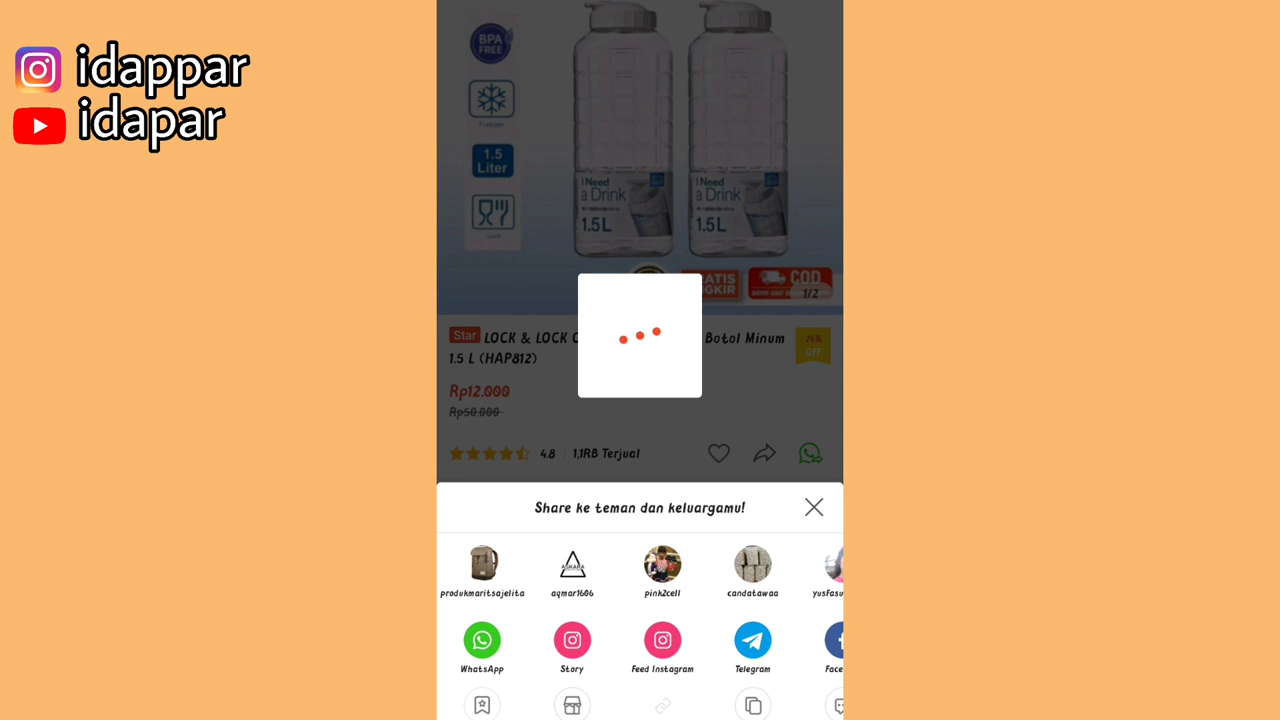 idappar
idapar
BPA
FREE
Freezer
1.5
Liter
I Need
a Drink
1.5L
I Need
a Drink
1.5L
GRATIS
COD
1/2
Star LOCK & LOCK Botol Minum
1.5 L (HAP812)
76%
OFF
Rp12.000
Rp50.000
4.8
1,1RB Terjual
Share ke teman dan keluargamu!
produkmaritsajelita
aqmar1606
pink2cell
candatawaa
WhatsApp
Story
Feed Instagram
Telegram